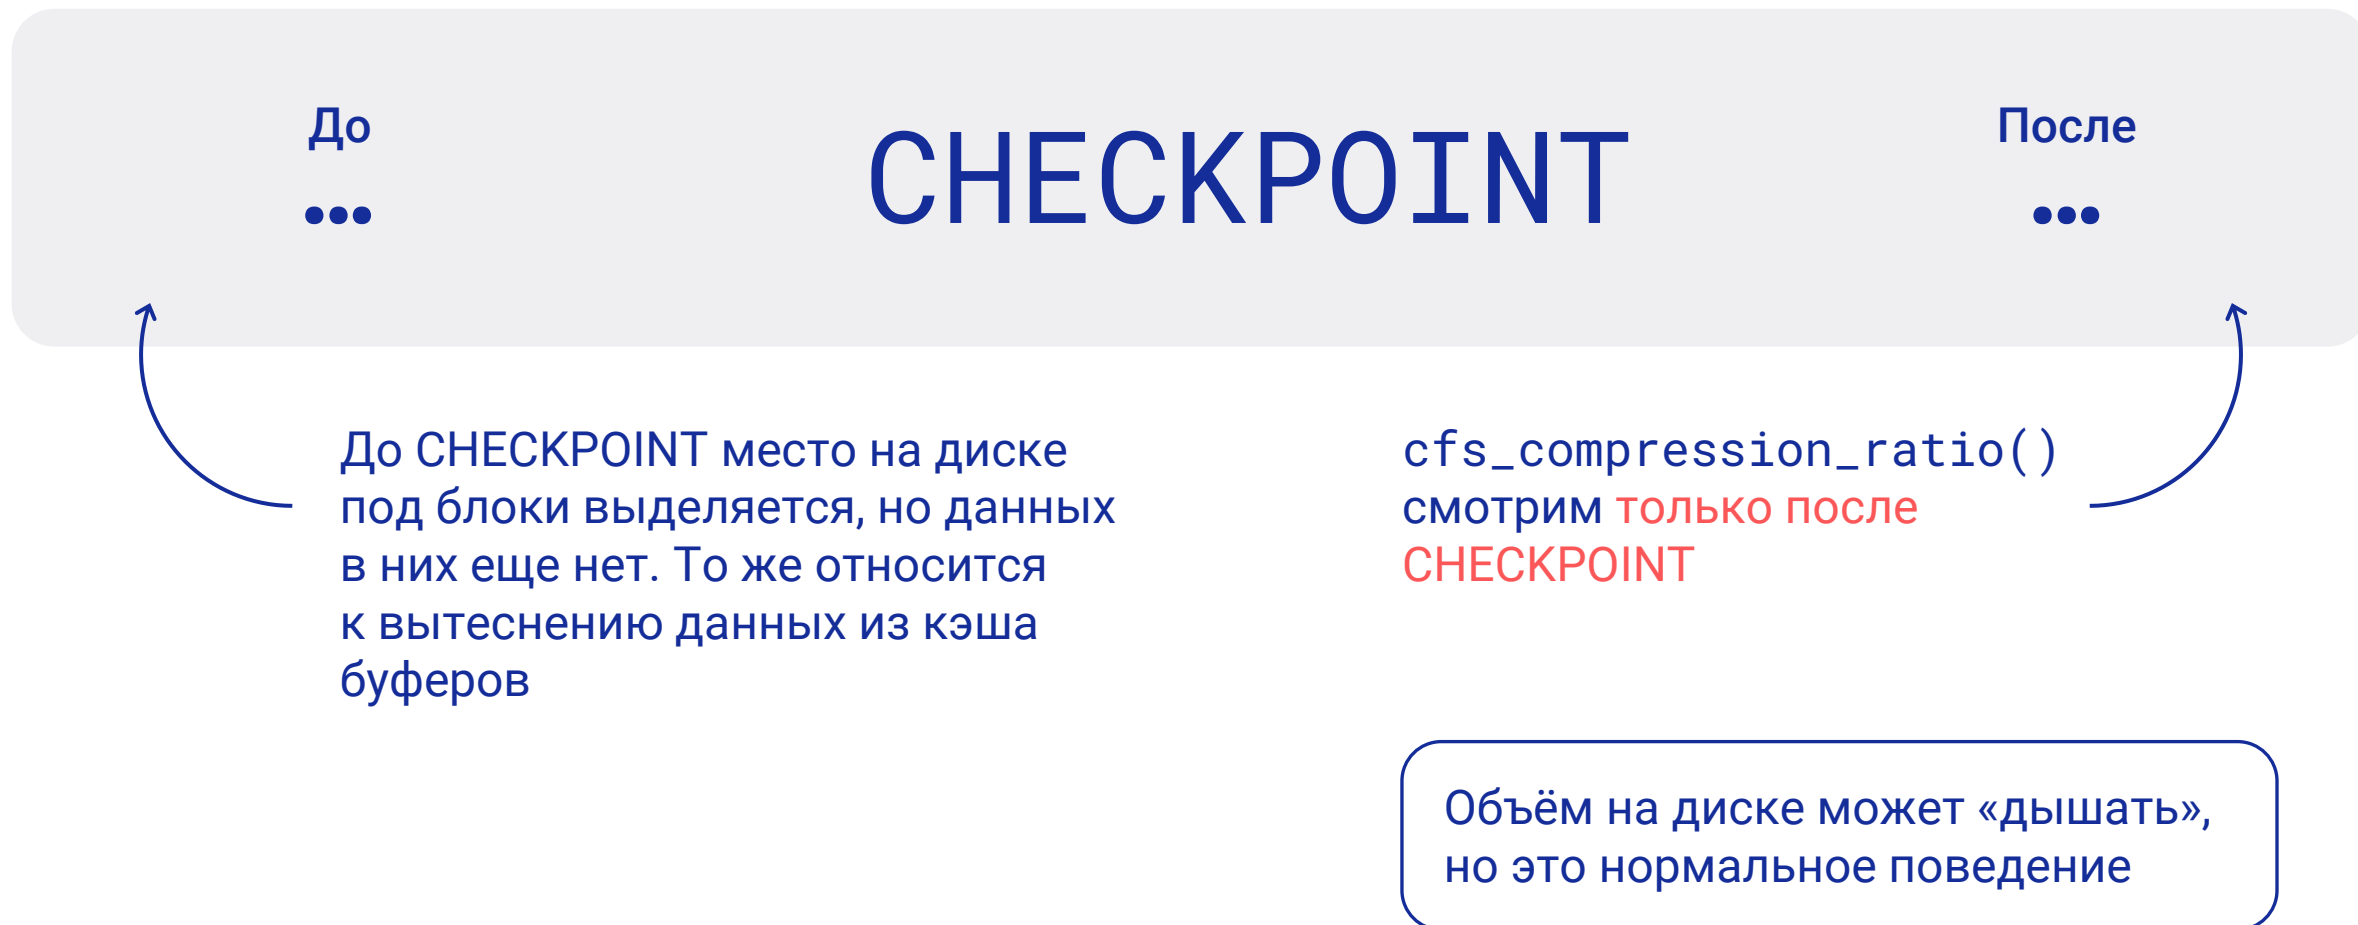 До
•••
CHECKPOINT
После
•••
До CHECKPOINT место на диске
под блоки выделяется, но данных
в них еще нет. То же относится
к вытеснению данных из кэша
буферов
cfs_compression_ratio()
смотрим только после
CHECKPOINT
Объём на диске может «дышать»,
но это нормальное поведение